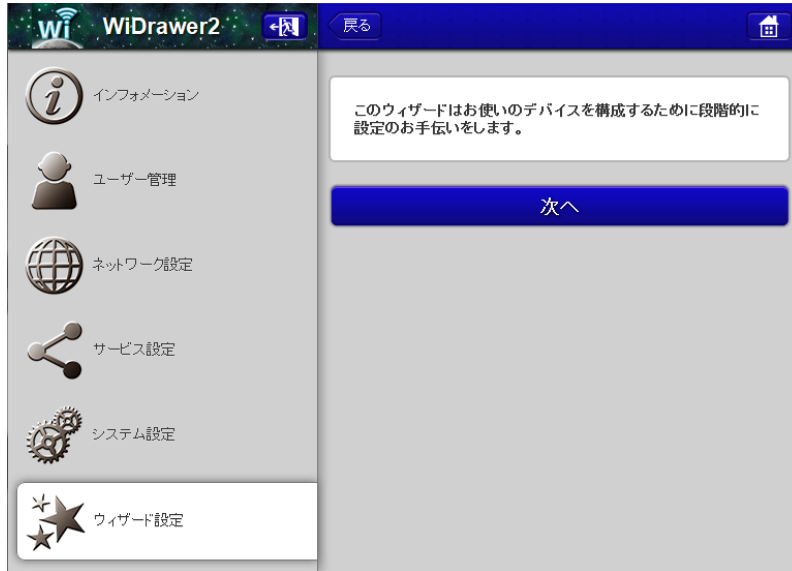 Wi
WiDrawer2
戻る
インフォメーション
ユーザー管理
ネットワーク設定
サービス設定
システム設定
ウィザード設定
このウィザードはお使いのデバイスを構成するために段階的に
設定のお手伝いをします。
次へ